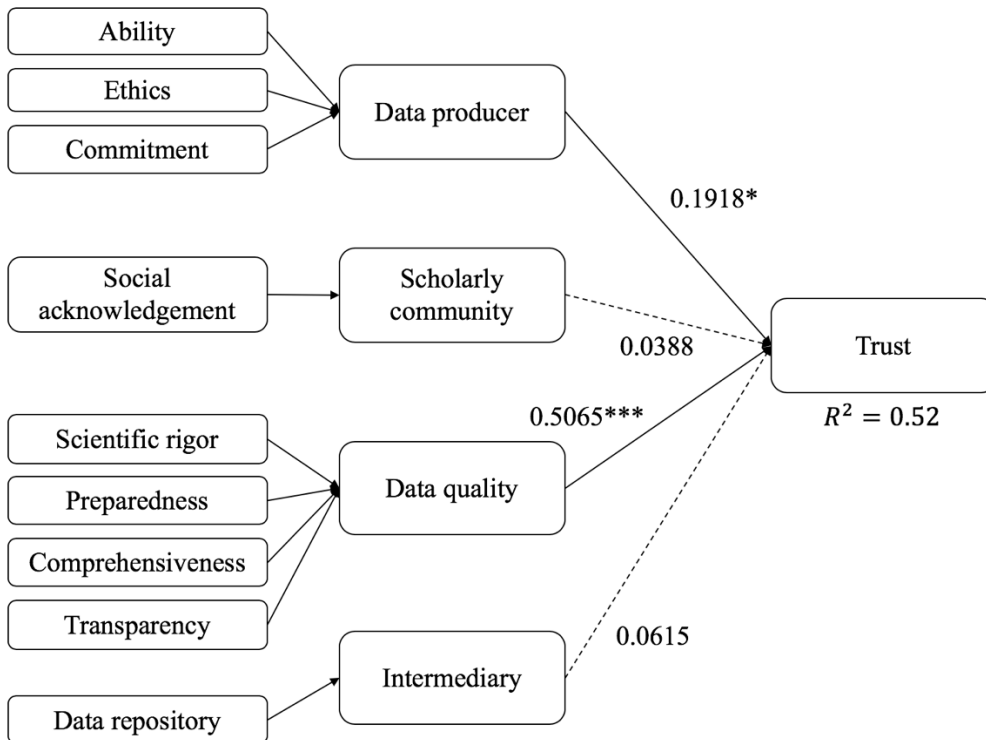 Ability
Ethics
Commitment
Data producer
0.1918*
Social
acknowledgement
Scholarly
community
0.0388
Trust
R² = 0.52
0.5065***
Scientific rigor
Preparedness
Comprehensiveness
Transparency
Data quality
0.0615
Data repository
Intermediary